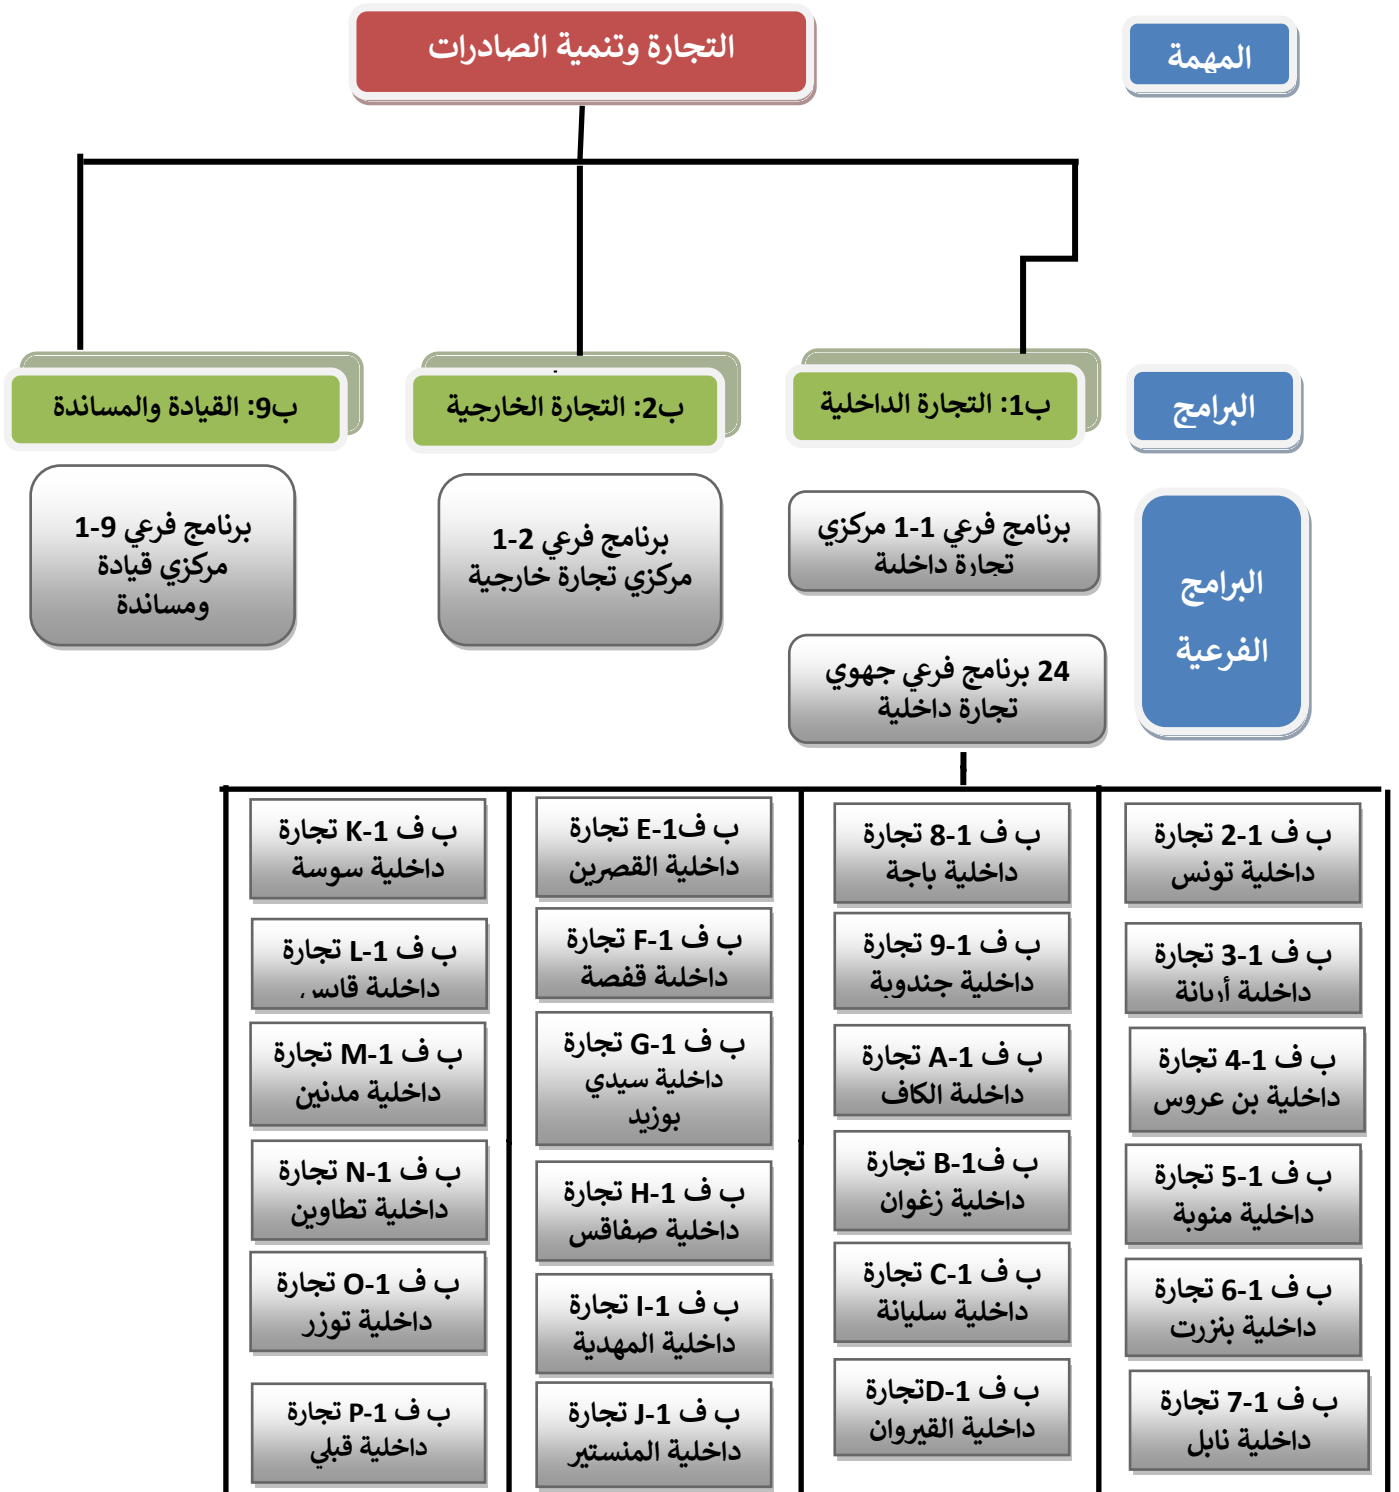 المهمة
التجارة وتنمية الصادرات
البرامج
ب1: التجارة الداخلية
ب2: التجارة الخارجية
ب9: القيادة والمساندة
البرامج
الفرعية
برنامج فرعي 1-1 مركزي
تجارة داخلية
برنامج فرعي 2-1
مركزي تجارة خارجية
برنامج فرعي 9-1
مركزي قيادة
ومساندة
24 برنامج فرعي جهوي
تجارة داخلية
ب ف 1-2 تجارة
داخلية تونس
ب ف 1-3 تجارة
داخلية أريانة
ب ف 1-4 تجارة
داخلية بن عروس
ب ف 1-5 تجارة
داخلية منوبة
ب ف 1-6 تجارة
داخلية بنزرت
ب ف 1-7 تجارة
داخلية نابل
ب ف 1-8 تجارة
داخلية باجة
ب ف 1-9 تجارة
داخلية جندوبة
ب ف 1-A تجارة
داخلية الكاف
ب ف1-B تجارة
داخلية زغوان
ب ف 1-C تجارة
داخلية سليانة
ب ف 1-Dتجارة
داخلية القيروان
ب ف1-E تجارة
داخلية القصرين
ب ف 1-F تجارة
داخلية قفصة
ب ف 1-G تجارة
داخلية سيدي
بوزيد
ب ف 1-H تجارة
داخلية صفاقس
ب ف 1-I تجارة
داخلية المهدية
ب ف 1-J تجارة
داخلية المنستير
ب ف 1-K تجارة
داخلية سوسة
ب ف 1-L تجارة
داخلية قابس
ب ف 1-M تجارة
داخلية مدنين
ب ف 1-N تجارة
داخلية تطاوين
ب ف 1-O تجارة
داخلية توزر
ب ف 1-P تجارة
داخلية قبلي